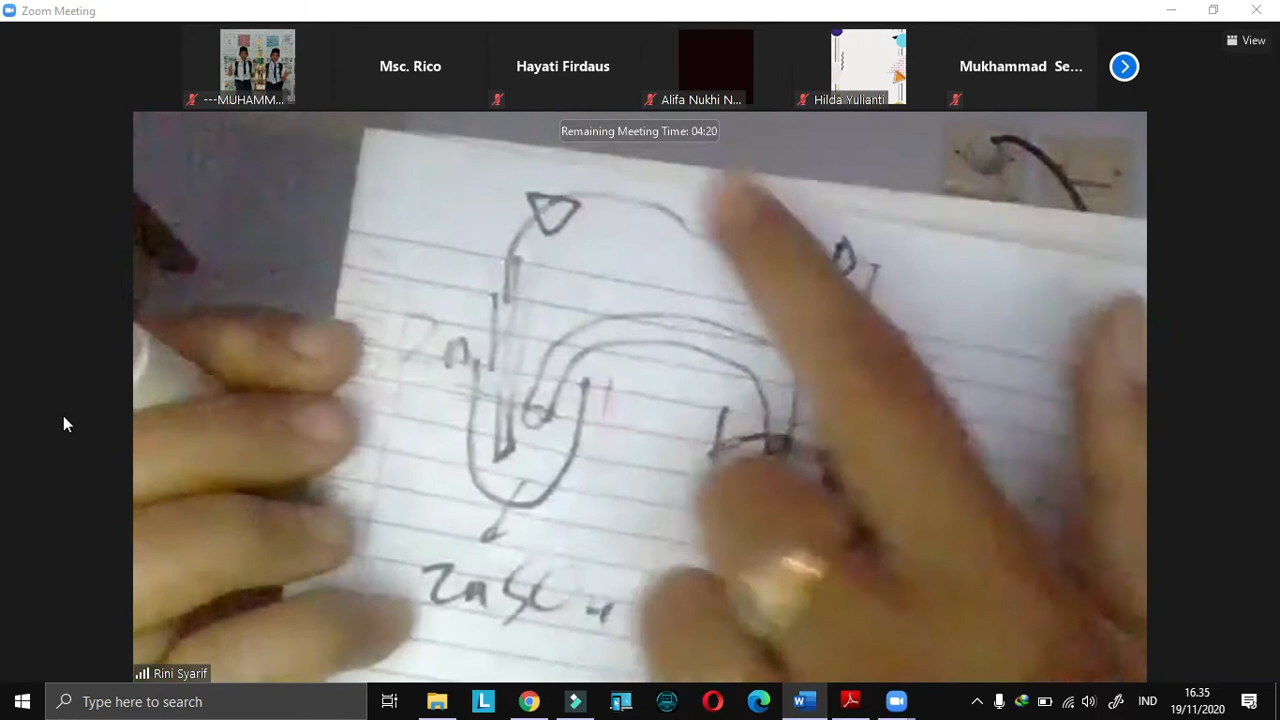 Zoom Meeting
View
Msc. Rico
Hayati Firdaus
Mukhammad Se...
---MUHAMM...
Alifa Nukhi N...
Hilda Yulianti
Remaining Meeting Time: 04:20
Zn
ZnSO4
Rini Syarif
Type here to search
L
W
IND
16.35
19/11/2020